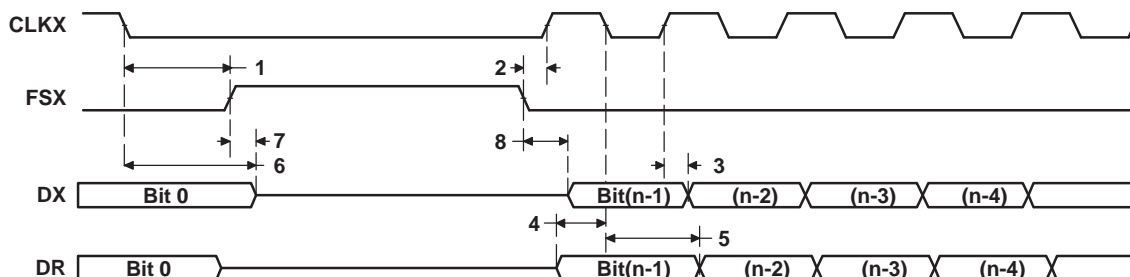 CLKX
1 2
FSX
7 8
6 3
DX Bit 0 Bit(n-1) (n-2) (n-3) (n-4)
4 5
DR Bit 0 Bit(n-1) (n-2) (n-3) (n-4)